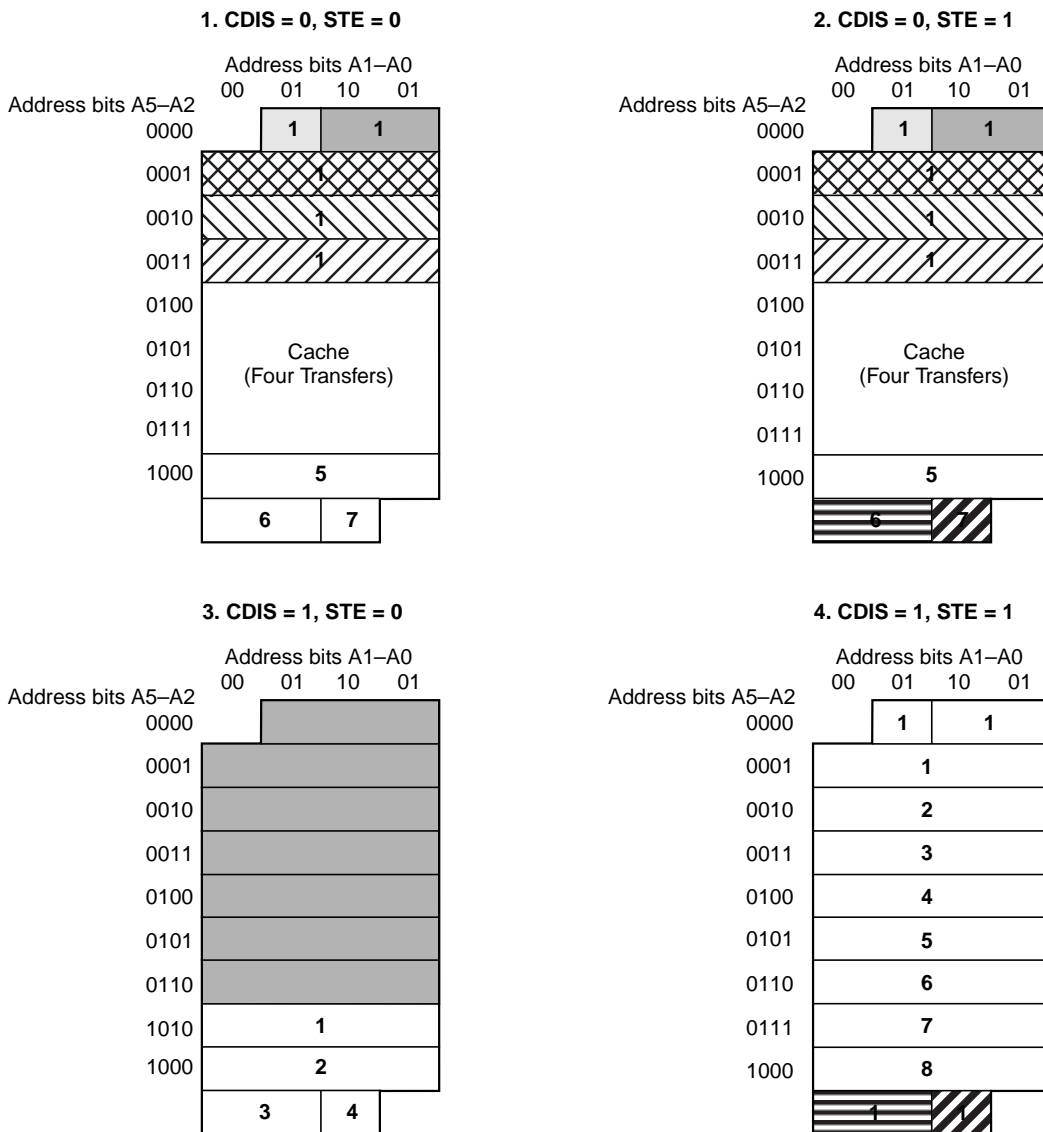 1. CDIS = 0, STE = 0
Address bits A1–A0
00 01 10 01
Address bits A5–A2
0000 1 1
0001 1
0010 1
0011 1
0100
0101
0110
0111
Cache
(Four Transfers)
1000 5
6 7
2. CDIS = 0, STE = 1
Address bits A1–A0
00 01 10 01
Address bits A5–A2
0000 1 1
0001 1
0010 1
0011 1
0100
0101
0110
0111
Cache
(Four Transfers)
1000 5
6 7
3. CDIS = 1, STE = 0
Address bits A1–A0
00 01 10 01
Address bits A5–A2
0000
0001
0010
0011
0100
0101
0110
1010 1
1000 2
3 4
4. CDIS = 1, STE = 1
Address bits A1–A0
00 01 10 01
Address bits A5–A2
0000 1 1
0001 1
0010 2
0011 3
0100 4
0101 5
0110 6
0111 7
1000 8
1 1